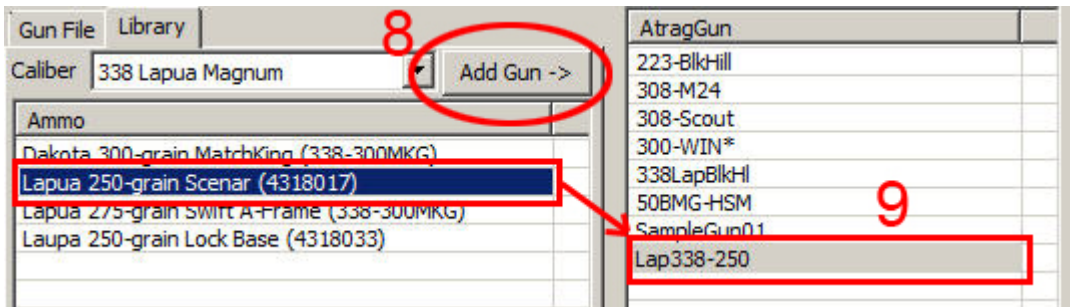 Gun File Library
8
Caliber 338 Lapua Magnum Add Gun ->
Ammo
Dakota 300-grain MatchKing (338-300MKG)
Lapua 250-grain Scenar (4318017)
Lapua 275-grain Swift A-Frame (338-300MKG)
Laupa 250-grain Lock Base (4318033)
AtragGun
223-BlkHill
308-M24
308-Scout
300-WIN*
338LapBlkHl
50BMG-HSM
9
SampleGun01
Lap338-250